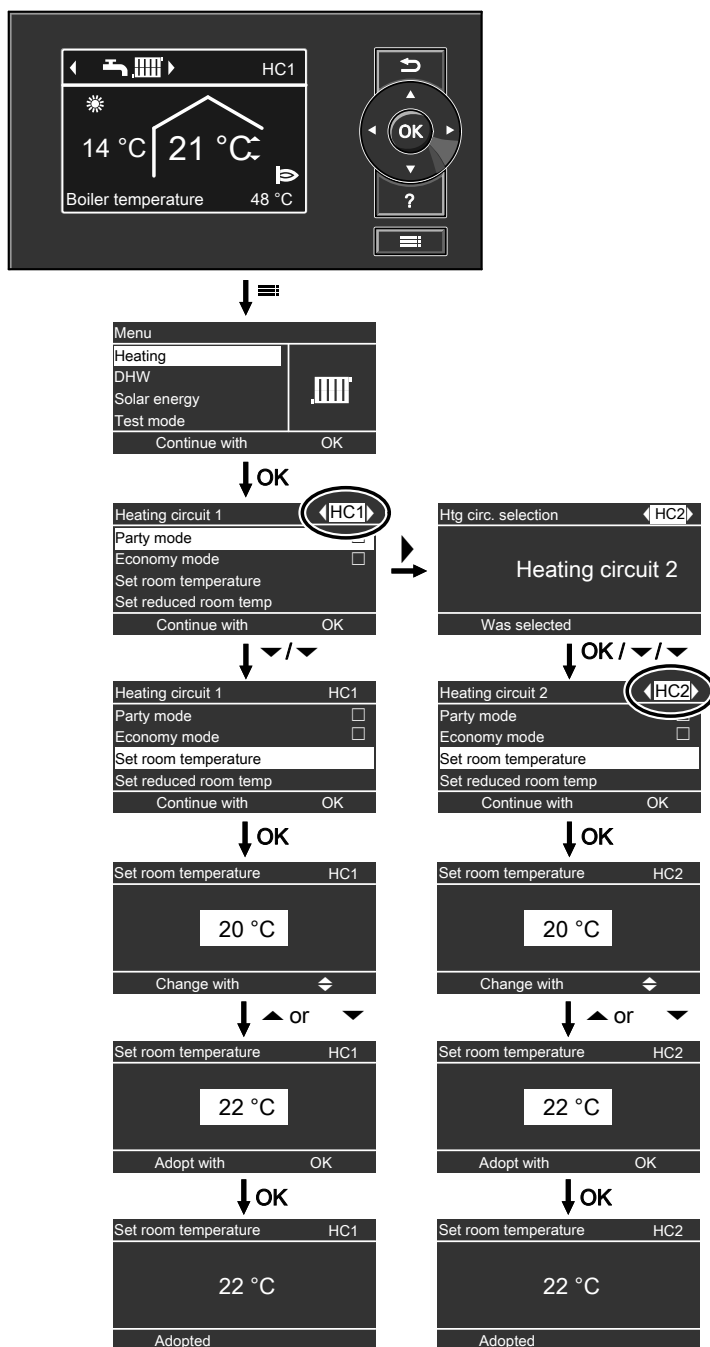 HC1
14 °C
21 °C
Boiler temperature 48 °C
OK
?
Menu
Heating
DHW
Solar energy
Test mode
Continue with OK
OK
Heating circuit 1 HC1
Party mode
Economy mode
Set room temperature
Set reduced room temp
Continue with OK
Htg circ. selection HC2
Heating circuit 2
Was selected
/
OK / /
Heating circuit 1 HC1
Party mode
Economy mode
Set room temperature
Set reduced room temp
Continue with OK
Heating circuit 2 HC2
Party mode
Economy mode
Set room temperature
Set reduced room temp
Continue with OK
OK
OK
Set room temperature HC1
20 °C
Change with
Set room temperature HC2
20 °C
Change with
or
or
Set room temperature HC1
22 °C
Adopt with OK
Set room temperature HC2
22 °C
Adopt with OK
OK
OK
Set room temperature HC1
22 °C
Adopted
Set room temperature HC2
22 °C
Adopted